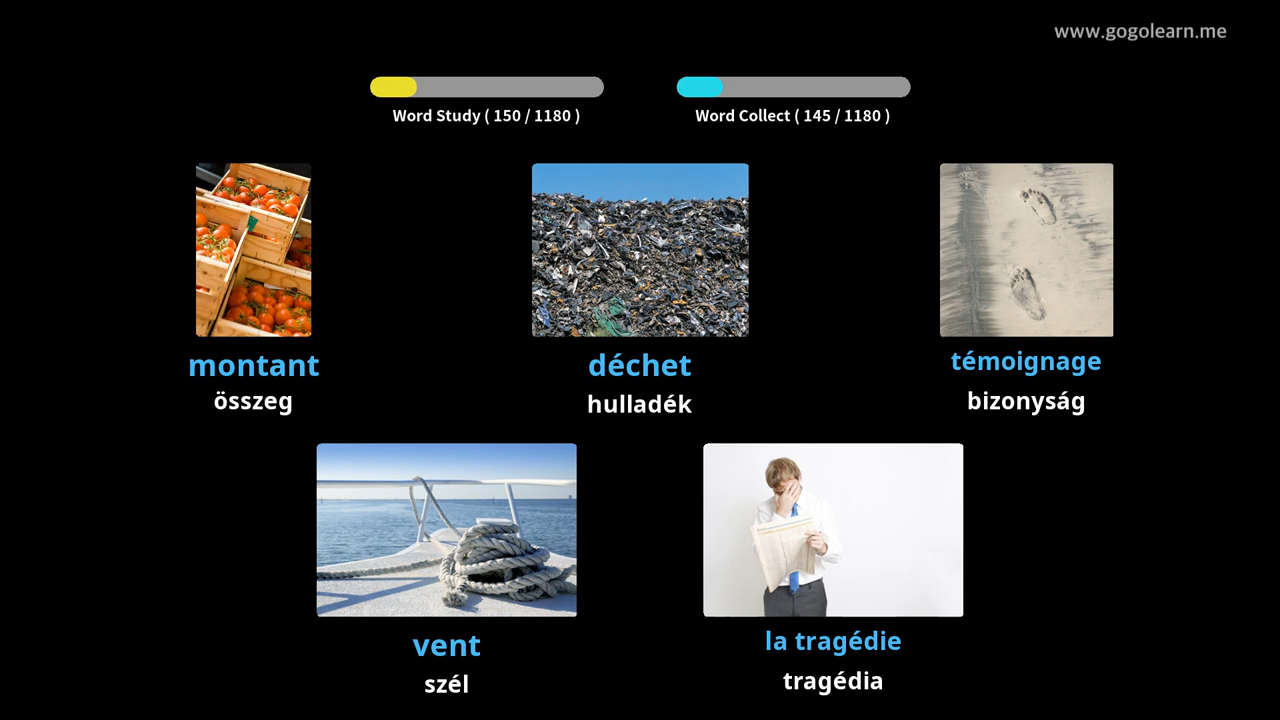 www.gogolearn.me
Word Study ( 150 / 1180 )
Word Collect ( 145 / 1180 )
montant
összeg
déchet
hulladék
témoignage
bizonyság
vent
szél
la tragédie
tragédia